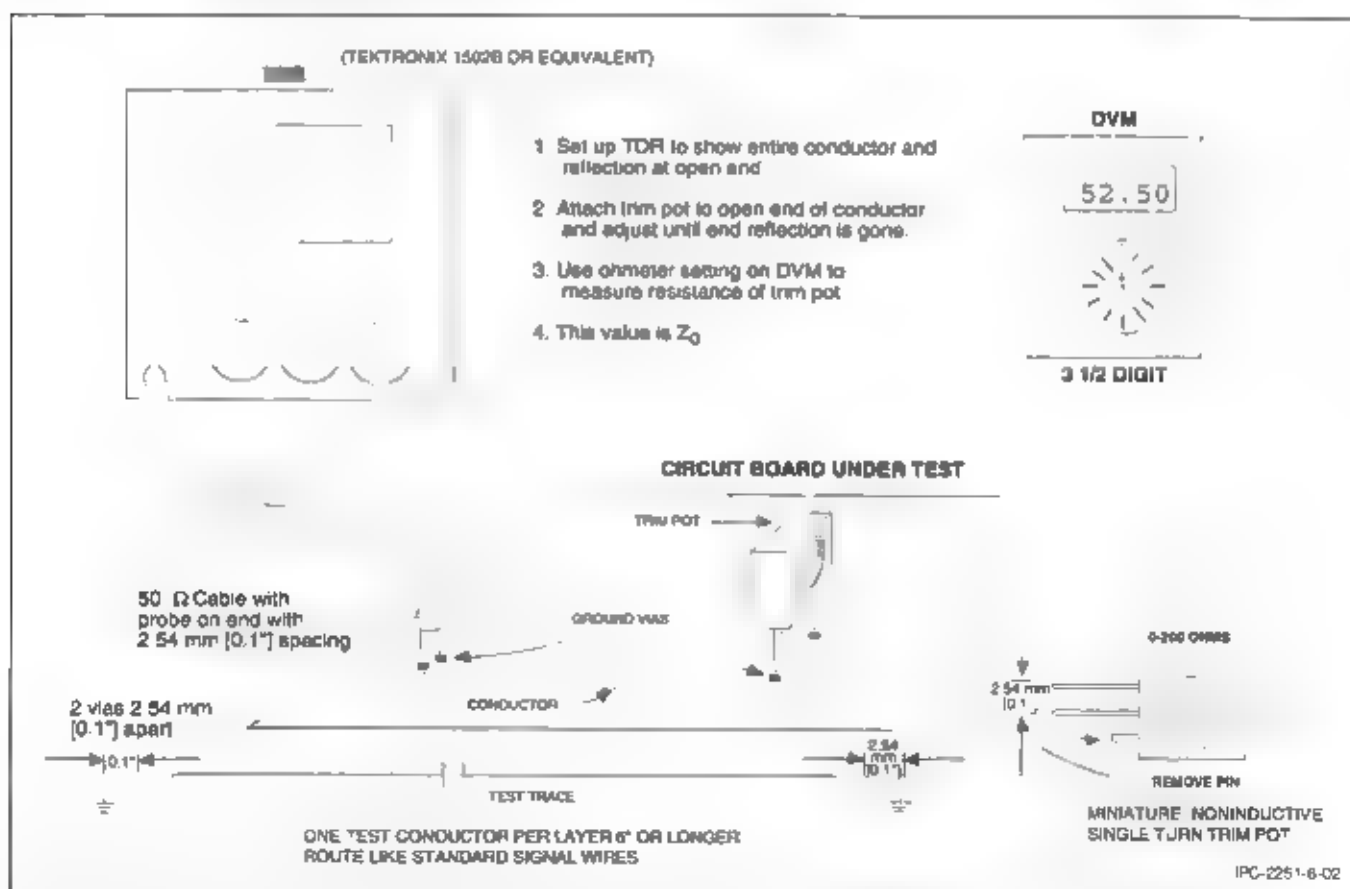 (TEKTRONIX 1502B OR EQUIVALENT)
1 Set up TDR to show entire conductor and
reflection at open end
2 Attach trim pot to open end of conductor
and adjust until end reflection is gone.
3. Use ohmeter setting on DVM to
measure resistance of trim pot
4. This value is Z0
DVM
52.50
3 1/2 DIGIT
CIRCUIT BOARD UNDER TEST
TRIM POT
50 Ω Cable with
probe on end with
2 54 mm [0.1"] spacing
GROUND VIAS
CONDUCTOR
2 vias 2 54 mm
[0.1"] apart
[0.1"]
2.54
mm
[0.1"]
TEST TRACE
ONE TEST CONDUCTOR PER LAYER 6" OR LONGER
ROUTE LIKE STANDARD SIGNAL WIRES
0-200 OHMS
2 54 mm
[0.1
REMOVE PIN
MINIATURE NONINDUCTIVE
SINGLE TURN TRIM POT
IPC-2251-6-02